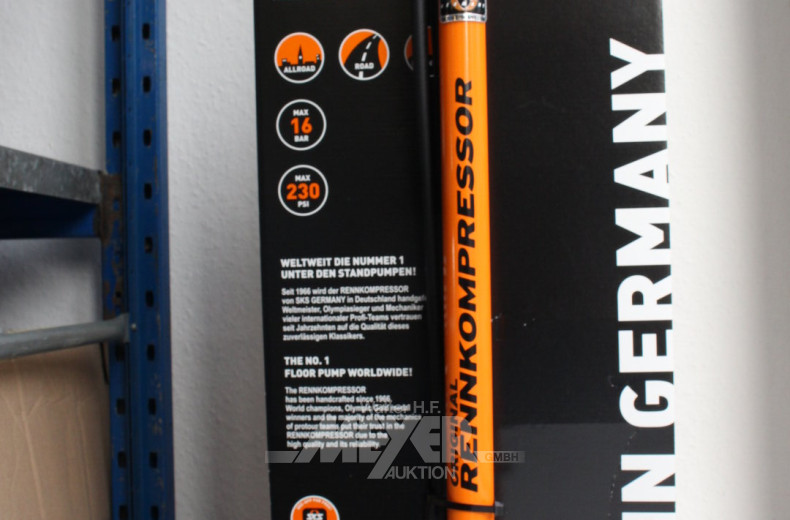 ALLROAD
ROAD
MAX
16
BAR
MAX
230
PSI
WELTWEIT DIE NUMMER 1
UNTER DEN STANDPUMPEN!
Seit 1966 wird der RENNKOMPRESSOR
von SKS GERMANY in Deutschland handgef
Weltmeister, Olympiasieger und Mechaniker
vieler internationaler Profi-Teams vertrauen
seit Jahrzehnten auf die Qualität dieses
zuverlässigen Klassikers.
THE NO. 1
FLOOR PUMP WORLDWIDE!
The RENNKOMPRESSOR
has been handcrafted since 1966.
World champions, Olympic Gold medal
winners and the majority of the mechanics
of protour teams put their trust in the
RENNKOMPRESSOR due to the
high quality and its reliability.
ORIGINAL
RENNKOMPRESSOR
IN GERMANY
H.F.
MEYER
GMBH
AUKTION
SKS